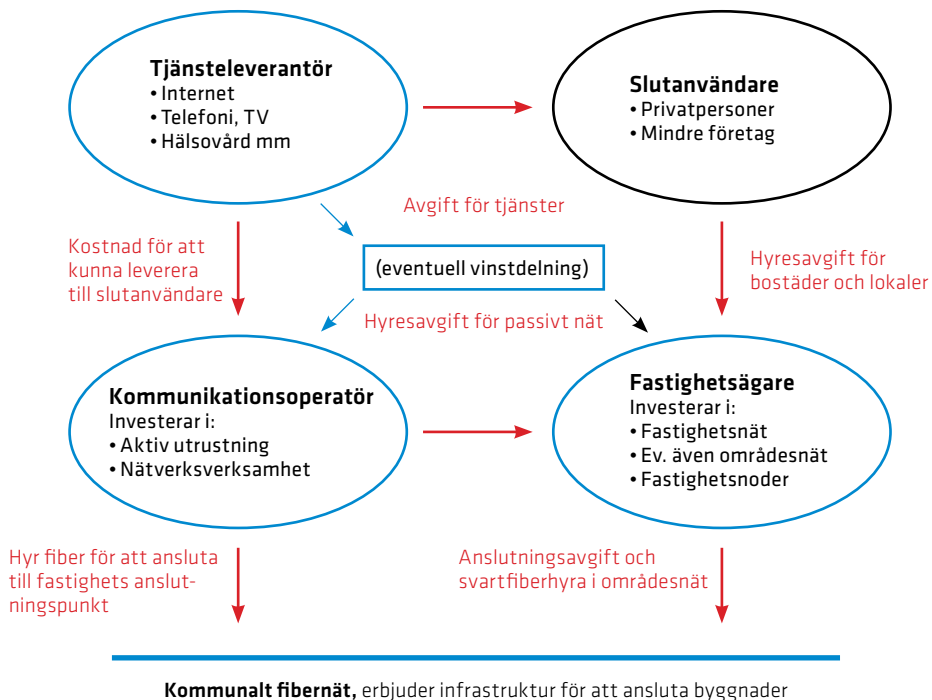 Tjänsteleverantör
• Internet
• Telefoni, TV
• Hälsovård mm
Slutanvändare
• Privatpersoner
• Mindre företag
Avgift för tjänster
Kostnad för att
kunna leverera
till slutanvändare
(eventuell vinstdelning)
Hyresavgift för
bostäder och lokaler
Hyresavgift för passivt nät
Kommunikationsoperatör
Investerar i:
• Aktiv utrustning
• Nätverksverksamhet
Fastighetsägare
Investerar i:
• Fastighetsnät
• Ev. även områdesnät
• Fastighetsnoder
Hyr fiber för att ansluta
till fastighets anslut-
ningspunkt
Anslutningsavgift och
svartfiberhyra i områdesnät
Kommunalt fibernät, erbjuder infrastruktur för att ansluta byggnader